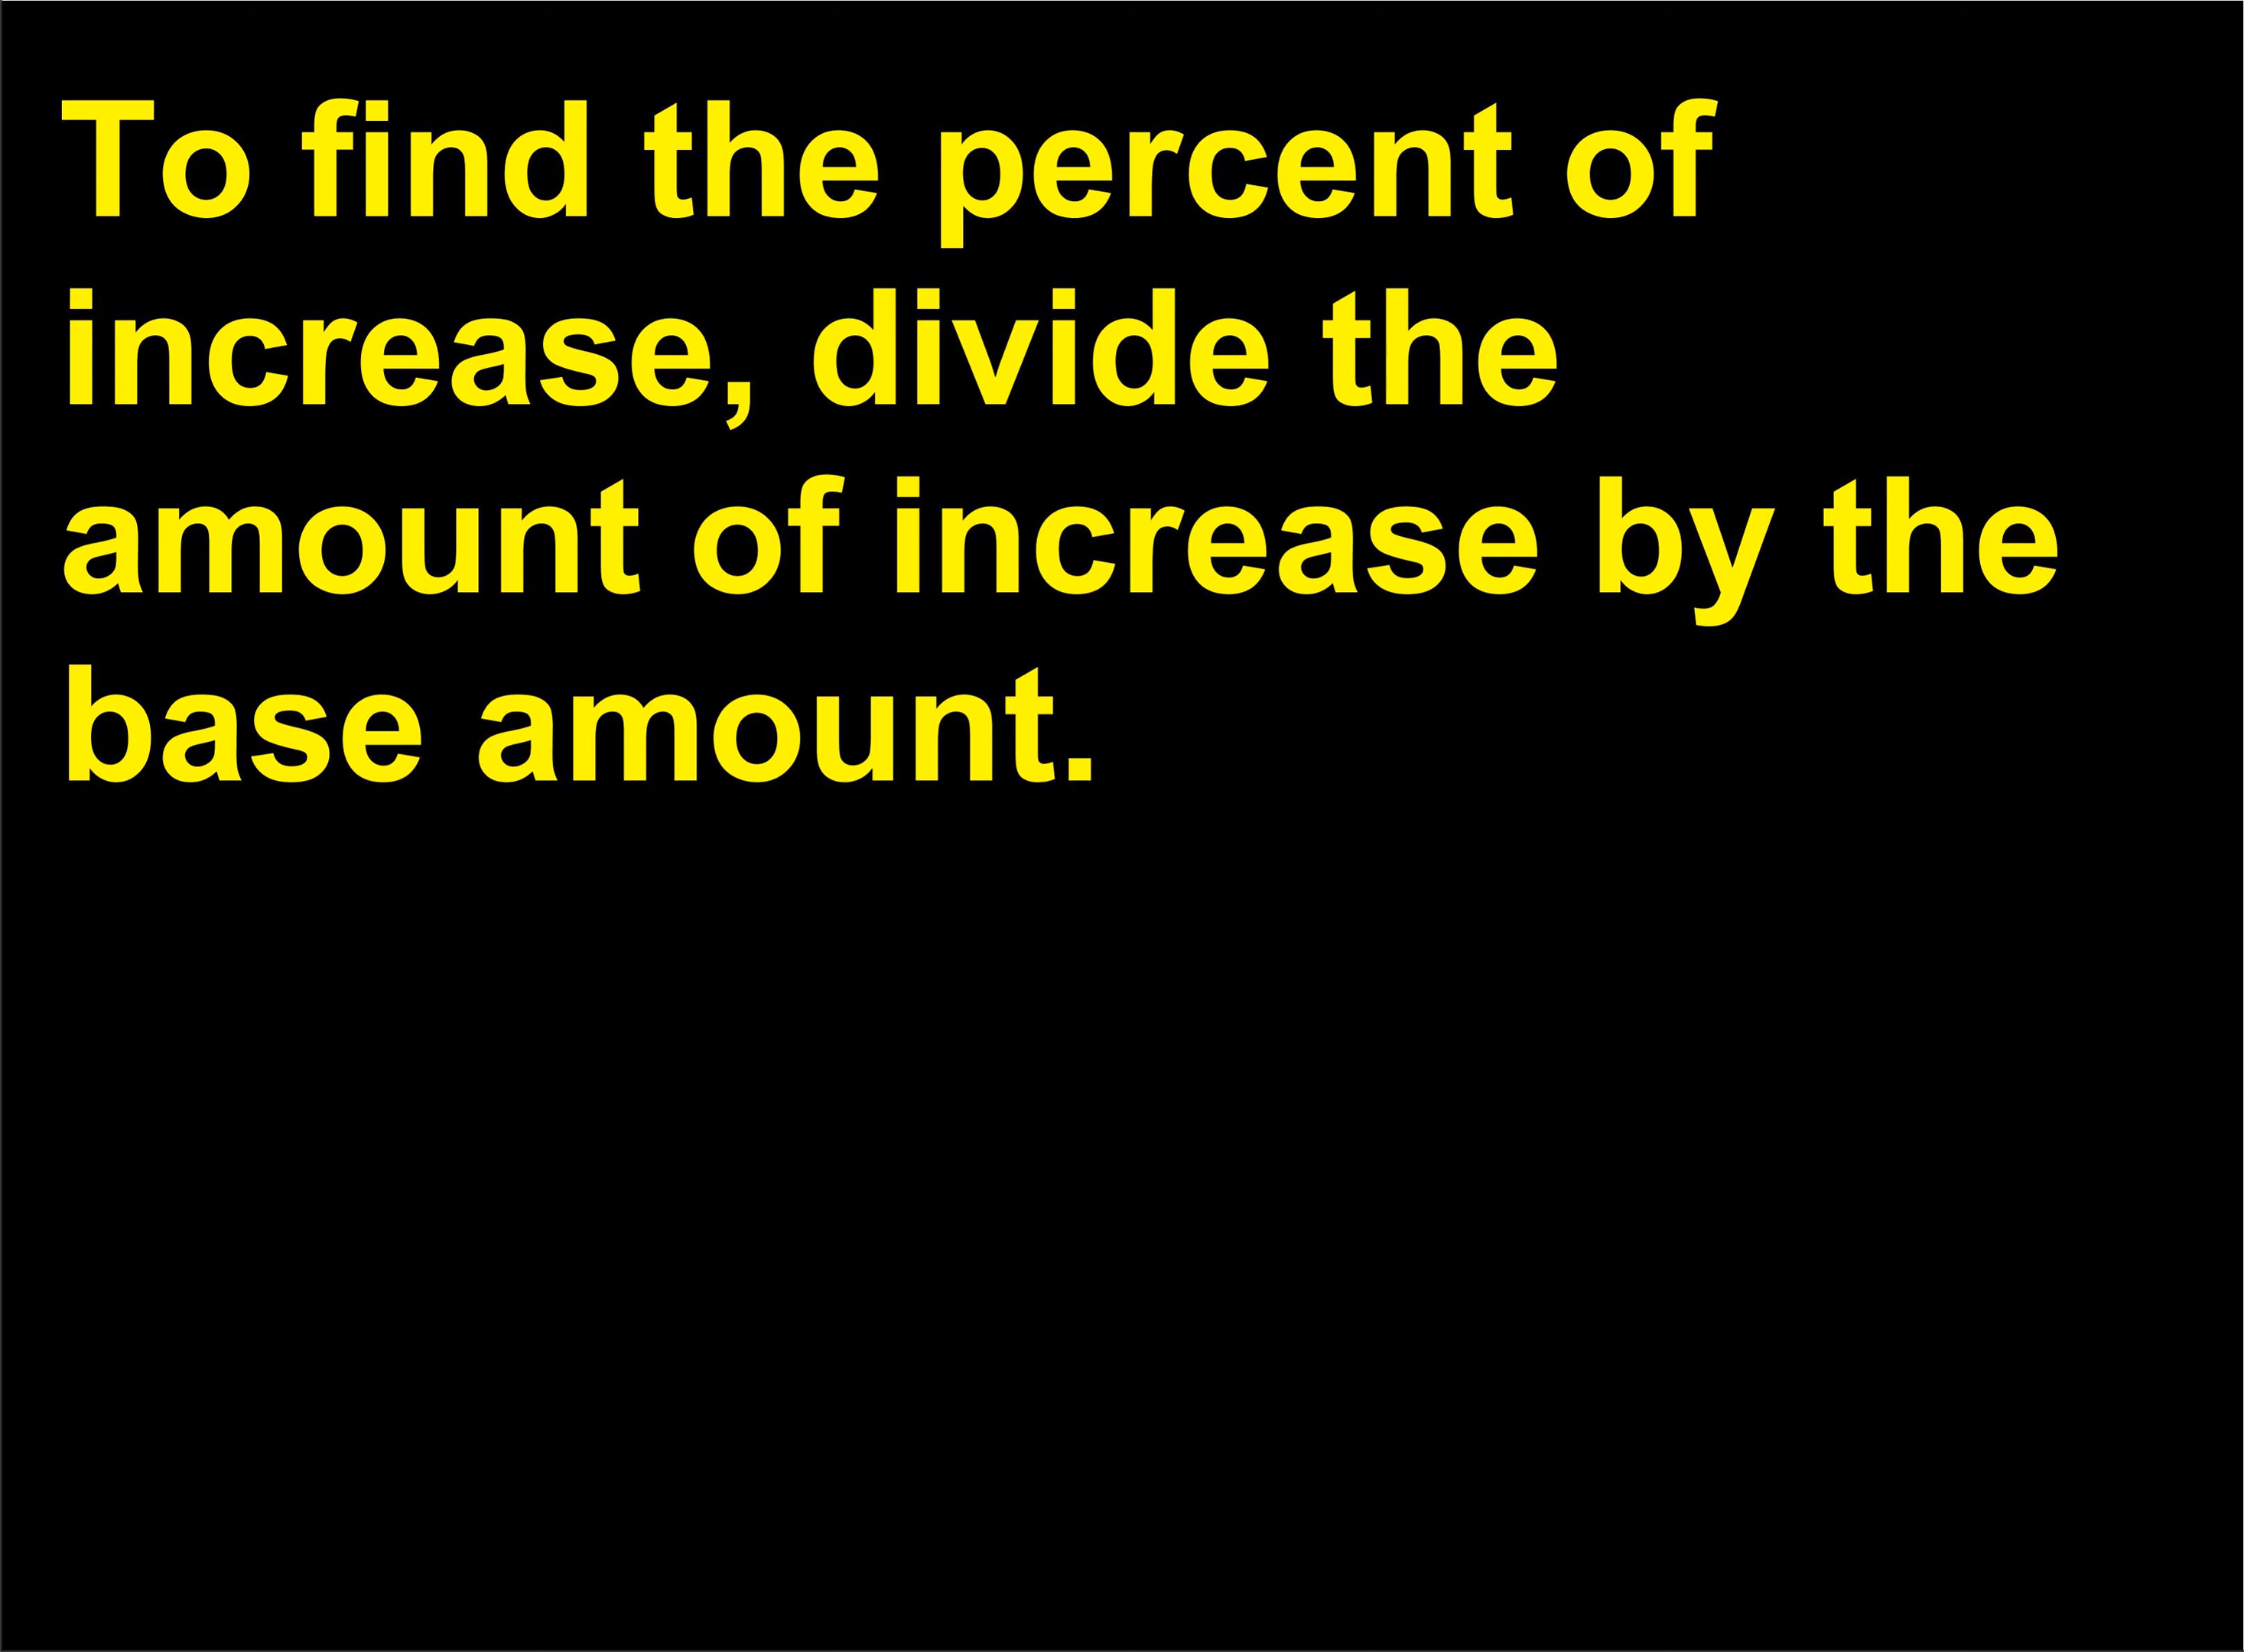 To find the percent of
increase, divide the
amount of increase by the
base amount.